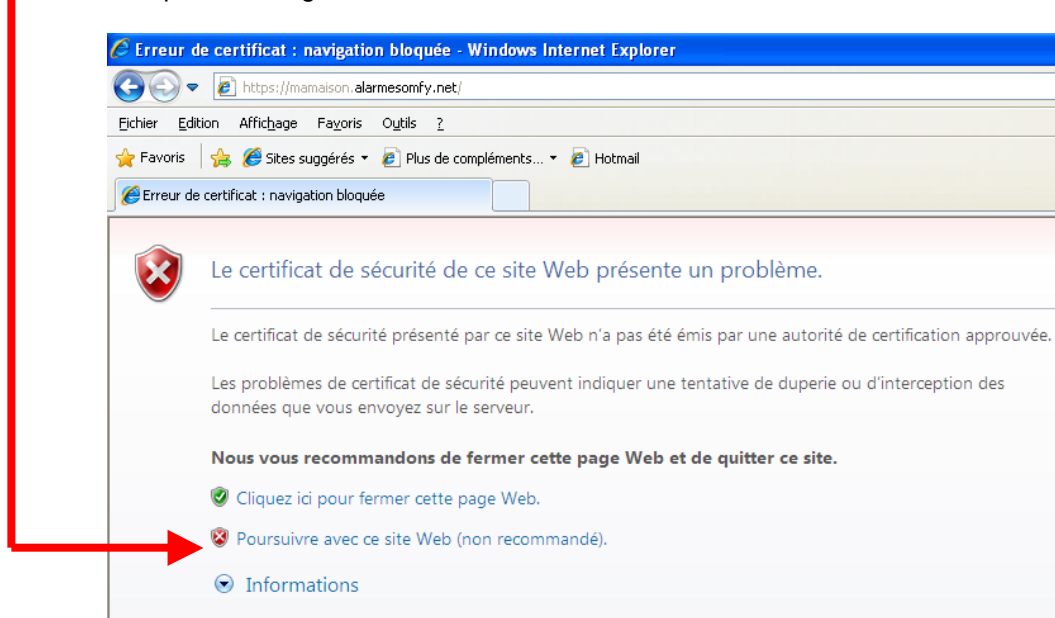 Erreur de certificat : navigation bloquée - Windows Internet Explorer
https://mamaison.alarmesomfy.net/
Fichier Edition Affichage Favoris Outils ?
Favoris Sites suggérés Plus de compléments... Hotmail
Erreur de certificat : navigation bloquée
Le certificat de sécurité de ce site Web présente un problème.
Le certificat de sécurité présenté par ce site Web n'a pas été émis par une autorité de certification approuvée.
Les problèmes de certificat de sécurité peuvent indiquer une tentative de duperie ou d'interception des
données que vous envoyez sur le serveur.
Nous vous recommandons de fermer cette page Web et de quitter ce site.
Cliquez ici pour fermer cette page Web.
Poursuivre avec ce site Web (non recommandé).
Informations